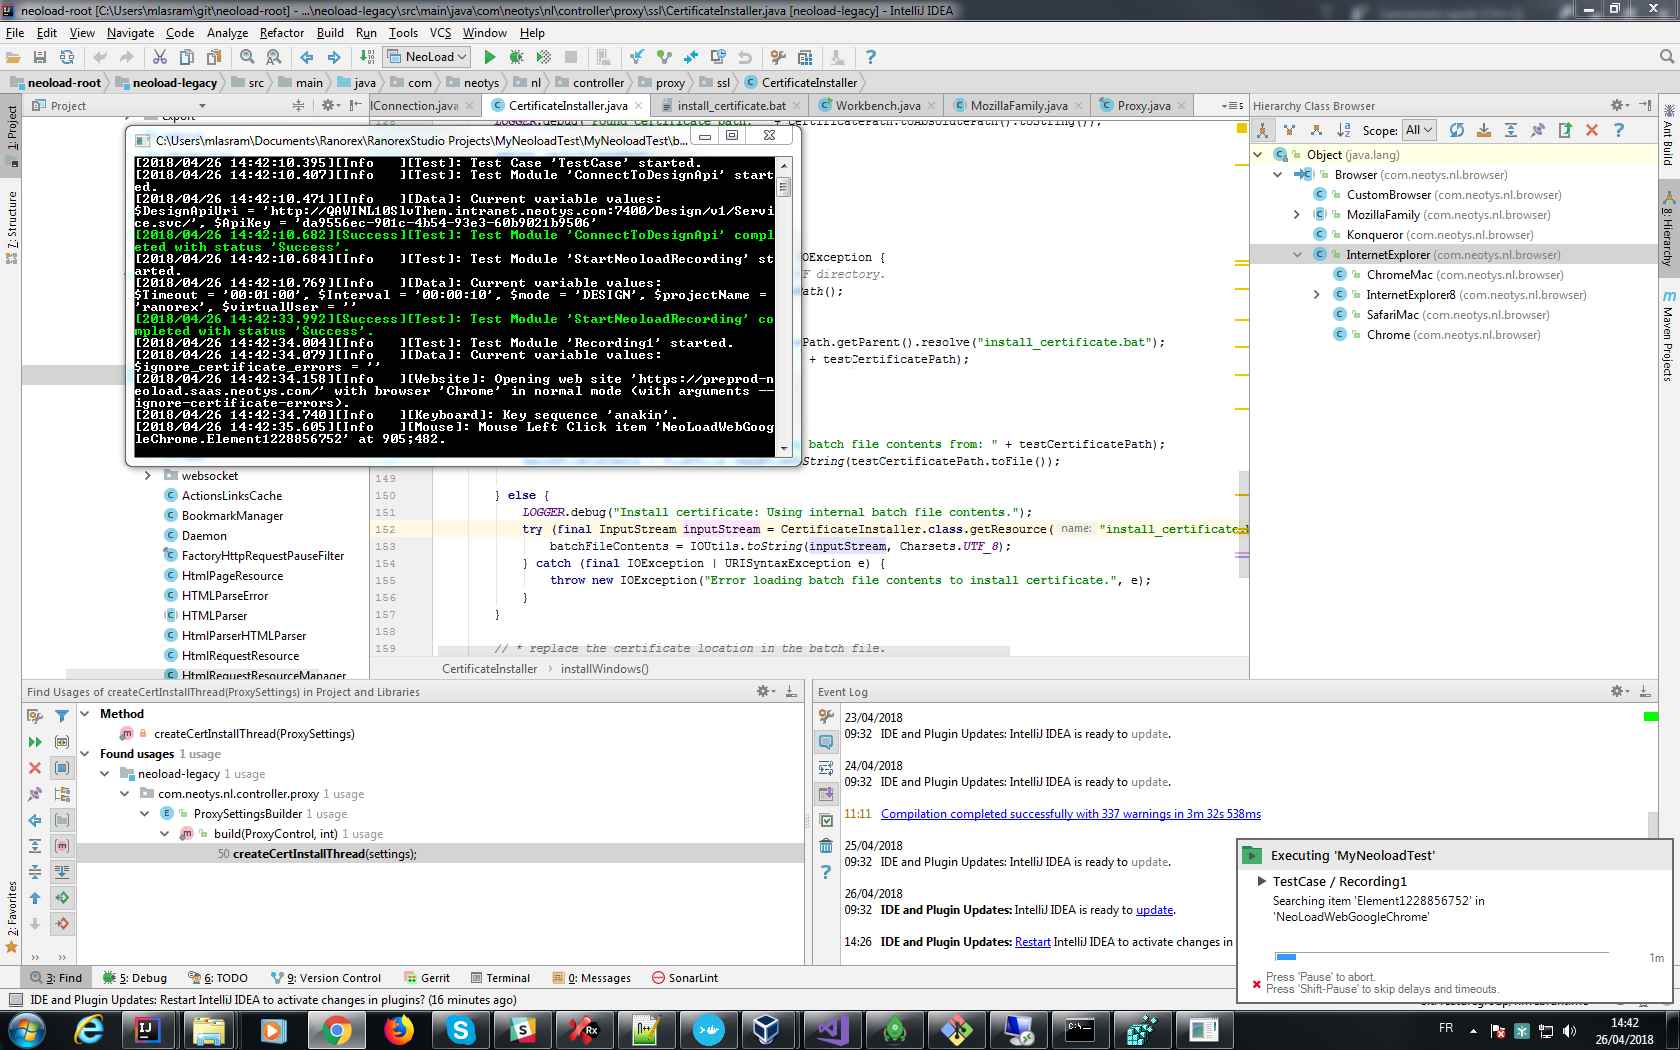 neoload-root [C:\Users\mlasram\git\neoload-root] - ...\neoload-legacy\src\main\java\com\neotys\nl\controller\proxy\ssl\CertificateInstaller.java [neoload-legacy] - IntelliJ IDEA
File Edit View Navigate Code Analyze Refactor Build Run Tools VCS Window Help
NeoLoad
neoload-root neoload-legacy src main java com neotys nl controller proxy ssl CertificateInstaller
Project
lConnection.java CertificateInstaller.java install_certificate.bat Workbench.java MozillaFamily.java Proxy.java
5
Hierarchy Class Browser
Scope: All
1: Project
7: Structure
2: Favorites
Ant Build
8: Hierarchy
Maven Projects
C:\Users\mlasram\Documents\Ranorex\RanorexStudio Projects\MyNeoloadTest\MyNeoloadTest\b...
[2018/04/26 14:42:10.395][Info   ][Test]: Test Case 'TestCase' started.
[2018/04/26 14:42:10.407][Info   ][Test]: Test Module 'ConnectToDesignApi' start
ed.
[2018/04/26 14:42:10.471][Info   ][Data]: Current variable values:
$DesignApiUri = 'http://QAWINL10SlvThem.intranet.neotys.com:7400/Design/v1/Servi
ce.svc/', $ApiKey = 'da9556ec-901c-4b54-93e3-60b9021b9506'
[2018/04/26 14:42:10.682][Success][Test]: Test Module 'ConnectToDesignApi' compl
eted with status 'Success'.
[2018/04/26 14:42:10.684][Info   ][Test]: Test Module 'StartNeoloadRecording' st
arted.
[2018/04/26 14:42:10.769][Info   ][Data]: Current variable values:
$Timeout = '00:01:00', $Interval = '00:00:10', $mode = 'DESIGN', $projectName =
'ranorex', $virtualUser = ''
[2018/04/26 14:42:33.992][Success][Test]: Test Module 'StartNeoloadRecording' co
mpleted with status 'Success'.
[2018/04/26 14:42:34.004][Info   ][Test]: Test Module 'Recording1' started.
[2018/04/26 14:42:34.079][Info   ][Data]: Current variable values:
$ignore_certificate_errors = ''
[2018/04/26 14:42:34.158][Info   ][Website]: Opening web site 'https://preprod-n
eoload.saas.neotys.com/' with browser 'Chrome' in normal mode (with arguments --
ignore-certificate-errors).
[2018/04/26 14:42:34.740][Info   ][Keyboard]: Key sequence 'anakin'.
[2018/04/26 14:42:35.605][Info   ][Mouse]: Mouse Left Click item 'NeoLoadWebGoog
leChrome.Element1228856752' at 905;482.
OException {
F directory.
Path();
Path.getParent().resolve("install_certificate.bat");
+ testCertificatePath);
batch file contents from: " + testCertificatePath);
String(testCertificatePath.toFile());
149
150 } else {
151 LOGGER.debug("Install certificate: Using internal batch file contents.");
152 try (final InputStream inputStream = CertificateInstaller.class.getResource( name: "install_certificate.
153 batchFileContents = IOUtils.toString(inputStream, Charsets.UTF_8);
154 } catch (final IOException | URISyntaxException e) {
155 throw new IOException("Error loading batch file contents to install certificate.", e);
156 }
157 }
158
159 // * replace the certificate location in the batch file.
CertificateInstaller installWindows()
websocket
ActionsLinksCache
BookmarkManager
Daemon
FactoryHttpRequestPauseFilter
HtmlPageResource
HTMLParseError
HTMLParser
HtmlParserHTMLParser
HtmlRequestResource
HtmlRequestResourceManager
Object (java.lang)
Browser (com.neotys.nl.browser)
CustomBrowser (com.neotys.nl.browser)
MozillaFamily (com.neotys.nl.browser)
Konqueror (com.neotys.nl.browser)
InternetExplorer (com.neotys.nl.browser)
ChromeMac (com.neotys.nl.browser)
InternetExplorer8 (com.neotys.nl.browser)
SafariMac (com.neotys.nl.browser)
Chrome (com.neotys.nl.browser)
Find Usages of createCertInstallThread(ProxySettings) in Project and Libraries
Method
createCertInstallThread(ProxySettings)
Found usages 1 usage
neoload-legacy 1 usage
com.neotys.nl.controller.proxy 1 usage
ProxySettingsBuilder 1 usage
build(ProxyControl, int) 1 usage
50 createCertInstallThread(settings);
Event Log
23/04/2018
09:32 IDE and Plugin Updates: IntelliJ IDEA is ready to update.
24/04/2018
09:32 IDE and Plugin Updates: IntelliJ IDEA is ready to update.
11:11 Compilation completed successfully with 337 warnings in 3m 32s 538ms
25/04/2018
09:32 IDE and Plugin Updates: IntelliJ IDEA is ready to update.
26/04/2018
09:32 IDE and Plugin Updates: IntelliJ IDEA is ready to update.
14:26 IDE and Plugin Updates: Restart IntelliJ IDEA to activate changes in
Executing 'MyNeoloadTest'
TestCase / Recording1
Searching item 'Element1228856752' in
'NeoLoadWebGoogleChrome'
1m
Press 'Pause' to abort.
Press 'Shift-Pause' to skip delays and timeouts.
3: Find 5: Debug 6: TODO 9: Version Control Gerrit Terminal 0: Messages SonarLint
IDE and Plugin Updates: Restart IntelliJ IDEA to activate changes in plugins? (16 minutes ago)
FR
14:42
26/04/2018